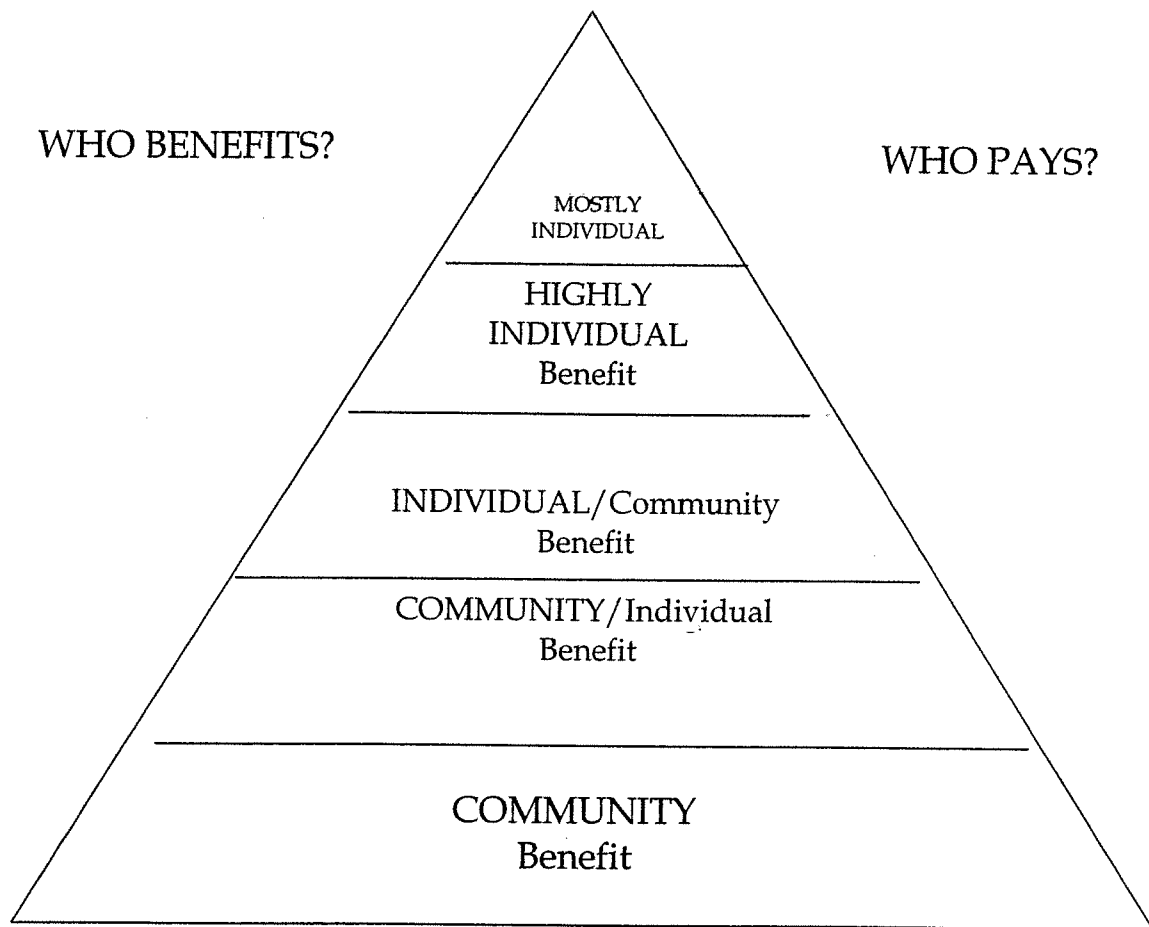 WHO BENEFITS?
WHO PAYS?
MOSTLY
INDIVIDUAL
HIGHLY
INDIVIDUAL
Benefit
INDIVIDUAL/Community
Benefit
COMMUNITY/Individual
Benefit
COMMUNITY
Benefit